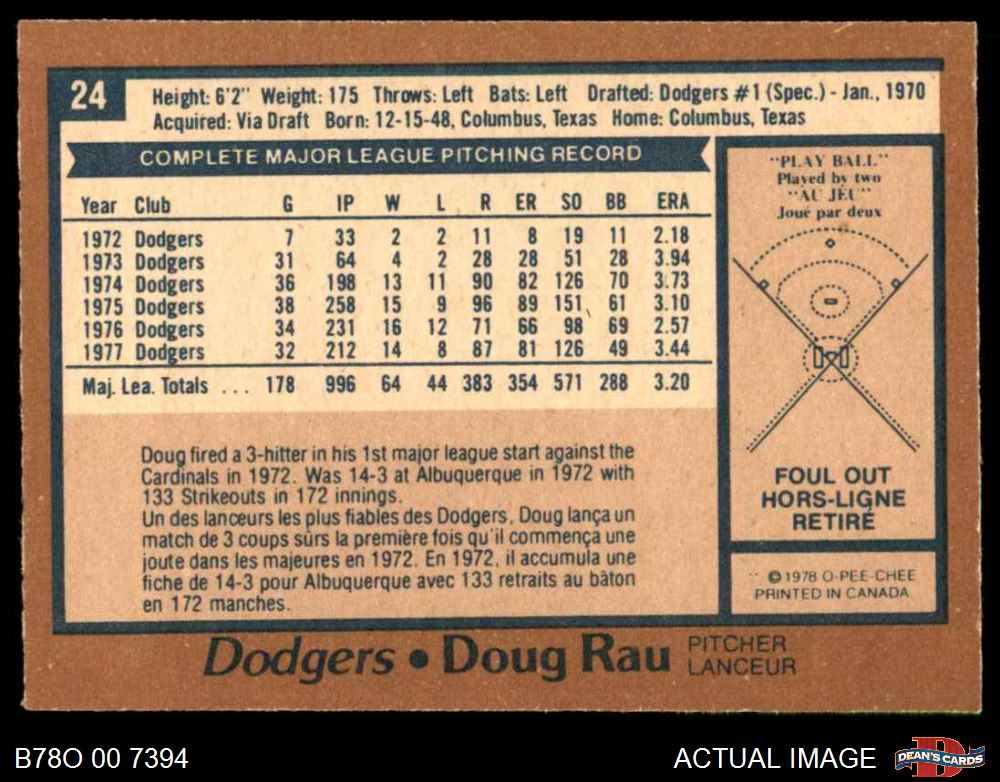 24
Height: 6'2" Weight: 175 Throws: Left Bats: Left Drafted: Dodgers #1 (Spec.) - Jan., 1970
Acquired: Via Draft Born: 12-15-48, Columbus, Texas Home: Columbus, Texas
COMPLETE MAJOR LEAGUE PITCHING RECORD
Year Club G IP W L R ER SO BB ERA
1972 Dodgers 7 33 2 2 11 8 19 11 2.18
1973 Dodgers 31 64 4 2 28 28 51 28 3.94
1974 Dodgers 36 198 13 11 90 82 126 70 3.73
1975 Dodgers 38 258 15 9 96 89 151 61 3.10
1976 Dodgers 34 231 16 12 71 66 98 69 2.57
1977 Dodgers 32 212 14 8 87 81 126 49 3.44
Maj. Lea. Totals ... 178 996 64 44 383 354 571 288 3.20
Doug fired a 3-hitter in his 1st major league start against the
Cardinals in 1972. Was 14-3 at Albuquerque in 1972 with
133 Strikeouts in 172 innings.
Un des lanceurs les plus fiables des Dodgers, Doug lança un
match de 3 coups sûrs la première fois qu'il commença une
joute dans les majeures en 1972. En 1972, il accumula une
fiche de 14-3 pour Albuquerque avec 133 retraits au bâton
en 172 manches.
"PLAY BALL"
Played by two
"AU JEU"
Joué par deux
FOUL OUT
HORS-LIGNE
RETIRÉ
© 1978 O-PEE-CHEE
PRINTED IN CANADA
Dodgers • Doug Rau PITCHER
LANCEUR
B78O 00 7394
ACTUAL IMAGE
D
DEAN'S CARDS